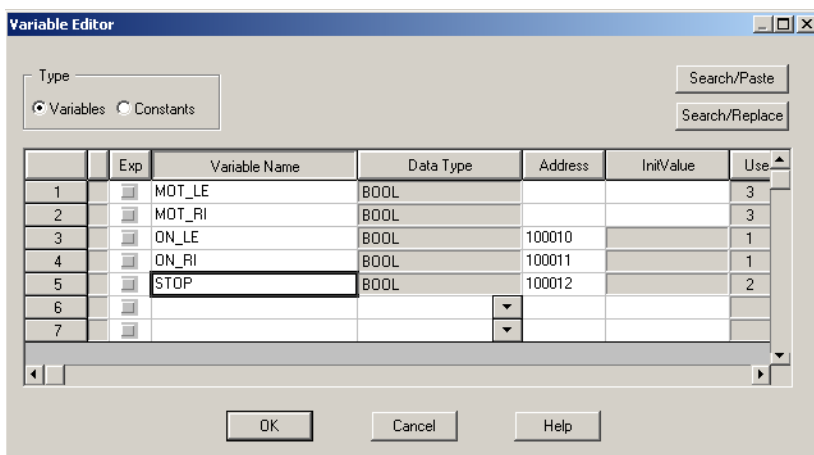 Variable Editor
Type
Variables Constants
Search/Paste
Search/Replace
Exp Variable Name Data Type Address InitValue Use
1 MOT_LE BOOL 3
2 MOT_RI BOOL 3
3 ON_LE BOOL 100010 1
4 ON_RI BOOL 100011 1
5 STOP BOOL 100012 2
6
7
OK Cancel Help